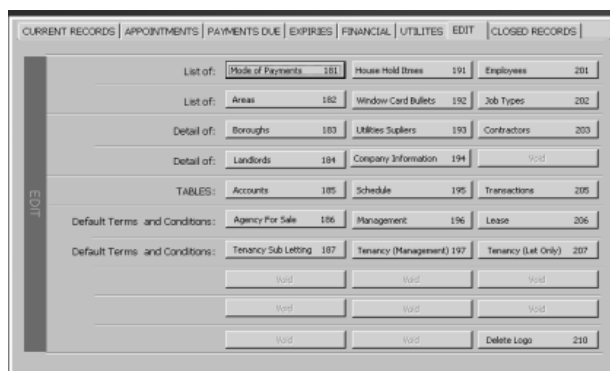 CURRENT RECORDS APPOINTMENTS PAYMENTS DUE EXPIRIES FINANCIAL UTILITES EDIT CLOSED RECORDS
List of: Mode of Payments 181 House Hold Itmes 191 Employees 201
List of: Areas 182 Window Card Bullets 192 Job Types 202
Detail of: Boroughs 183 Utilities Supliers 193 Contractors 203
Detail of: Landlords 184 Company Information 194 Void
EDIT
TABLES: Accounts 185 Schedule 195 Transactions 205
Default Terms and Conditions: Agency For Sale 186 Management 196 Lease 206
Default Terms and Conditions: Tenancy Sub Letting 187 Tenancy (Management) 197 Tenancy (Let Only) 207
Void Void Void
Void Void Void
Void Void Delete Logo 210